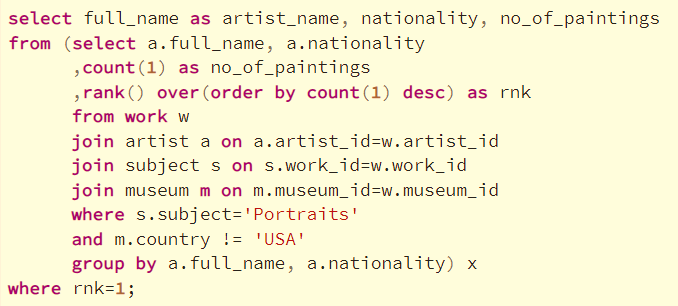 select full_name as artist_name, nationality, no_of_paintings
from (select a.full_name, a.nationality
,count(1) as no_of_paintings
,rank() over(order by count(1) desc) as rnk
from work w
join artist a on a.artist_id=w.artist_id
join subject s on s.work_id=w.work_id
join museum m on m.museum_id=w.museum_id
where s.subject='Portraits'
and m.country != 'USA'
group by a.full_name, a.nationality) x
where rnk=1;